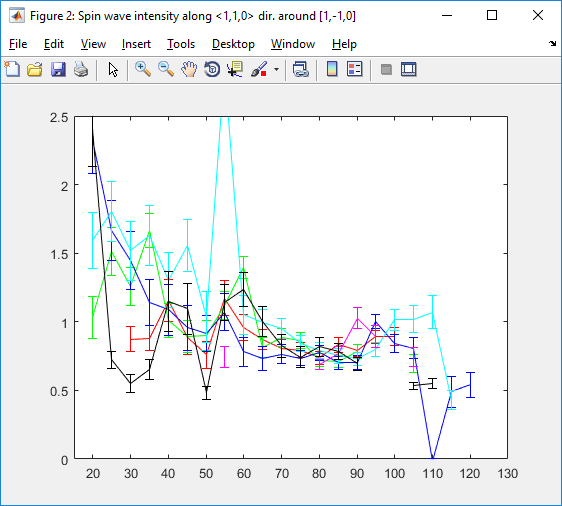 Figure 2: Spin wave intensity along <1,1,0> dir. around [1,-1,0]
File Edit View Insert Tools Desktop Window Help
2.5
2
1.5
1
0.5
0
20 30 40 50 60 70 80 90 100 110 120 130